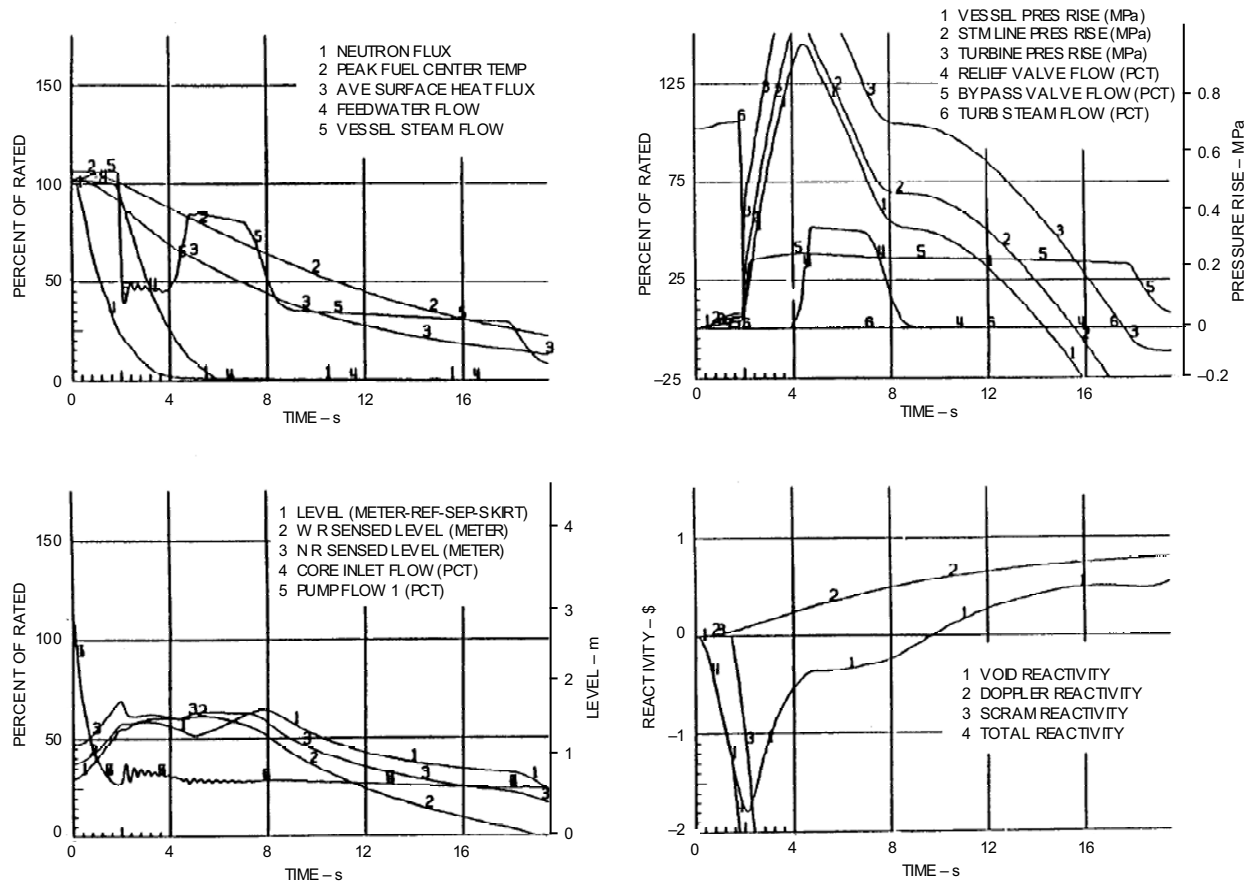 1 NEUTRON FLUX
2 PEAK FUEL CENTER TEMP
3 AVE SURFACE HEAT FLUX
4 FEEDWATER FLOW
5 VESSEL STEAM FLOW
PERCENT OF RATED
150
100
50
0
0 4 8 12 16
TIME – s
1 VESSEL PRES RISE (MPa)
2 STM LINE PRES RISE (MPa)
3 TURBINE PRES RISE (MPa)
4 RELIEF VALVE FLOW (PCT)
5 BYPASS VALVE FLOW (PCT)
6 TURB STEAM FLOW (PCT)
PERCENT OF RATED
125
75
25
–25
0.8
0.6
0.4
0.2
0
–0.2
PRESSURE RISE – MPa
0 4 8 12 16
TIME – s
1 LEVEL (METER-REF-SEP-SKIRT)
2 W R SENSED LEVEL (METER)
3 N R SENSED LEVEL (METER)
4 CORE INLET FLOW (PCT)
5 PUMP FLOW 1 (PCT)
PERCENT OF RATED
150
100
50
0
4
3
2
1
0
LEVEL – m
0 4 8 12 16
TIME – s
REACTIVITY – $
1
0
–1
–2
1 VOID REACTIVITY
2 DOPPLER REACTIVITY
3 SCRAM REACTIVITY
4 TOTAL REACTIVITY
0 4 8 12 16
TIME – s